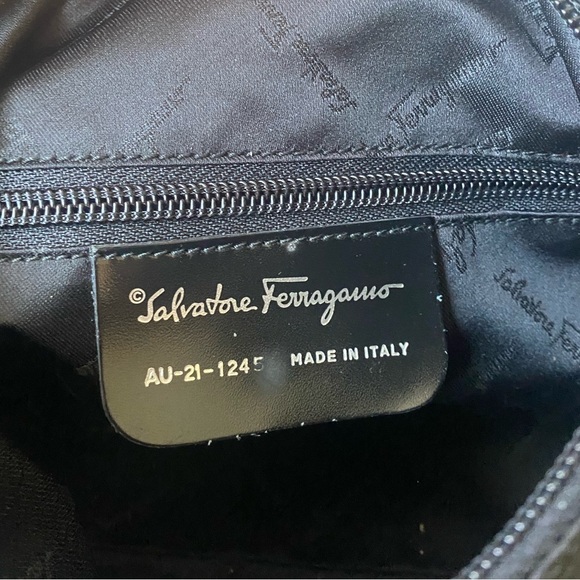 © Salvatore Ferragamo
AU-21-1245 MADE IN ITALY